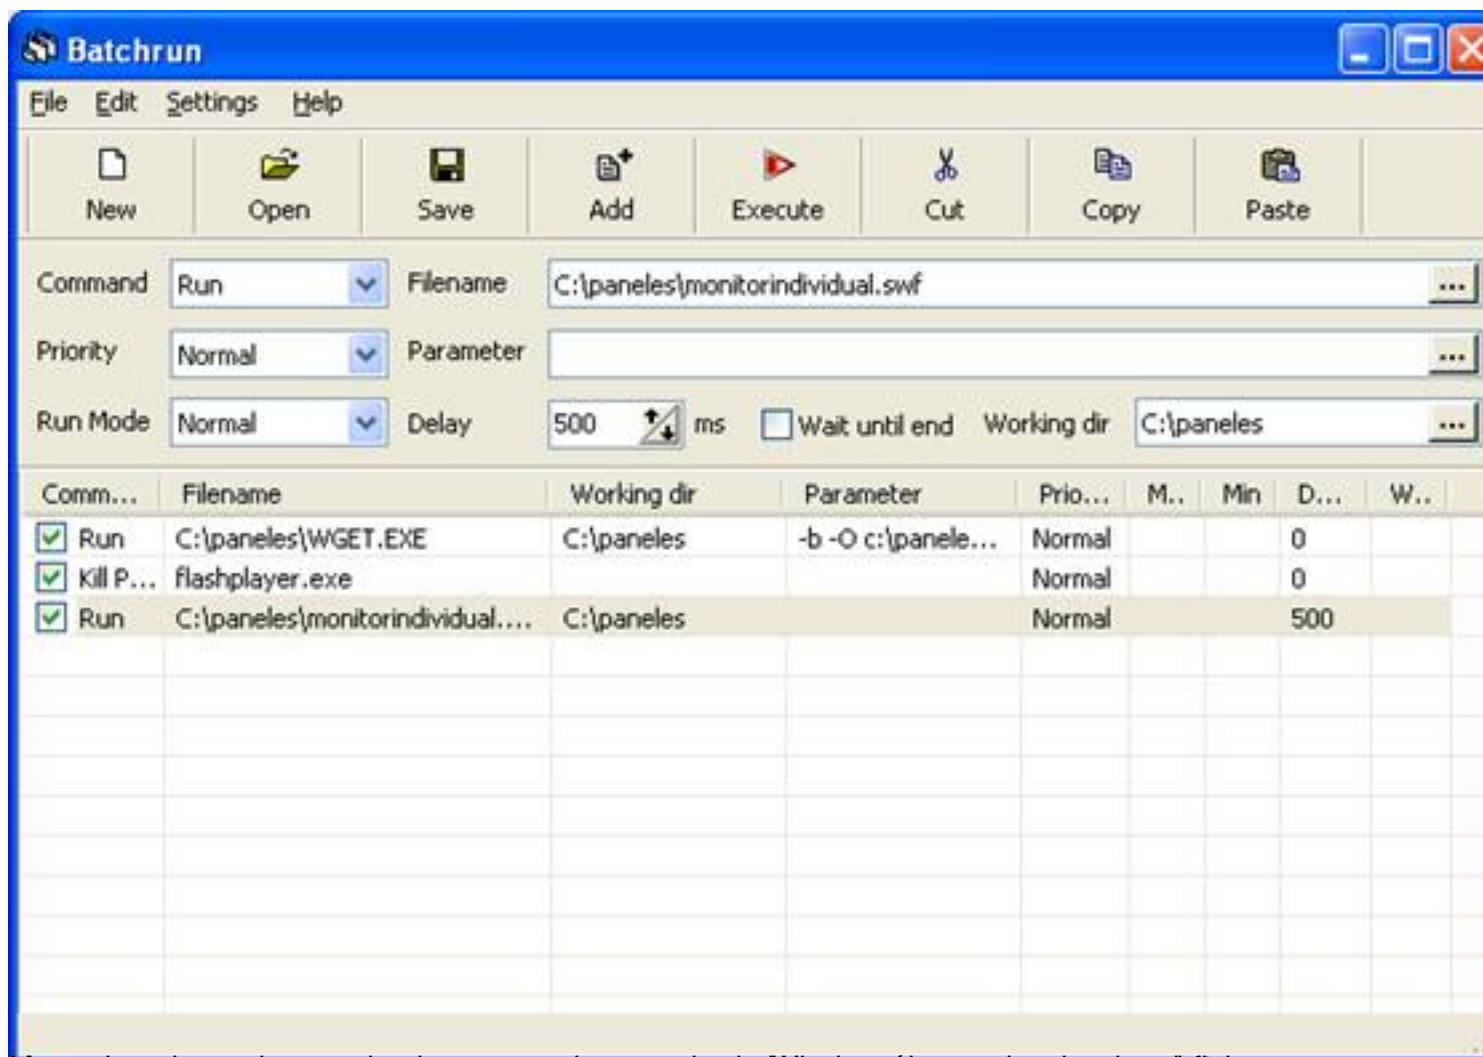 Batchrun
File Edit Settings Help
New Open Save Add Execute Cut Copy Paste
Command Run Filename C:\paneles\monitorindividual.swf ...
Priority Normal Parameter ...
Run Mode Normal Delay 500 ms Wait until end Working dir C:\paneles ...
Comm... Filename Working dir Parameter Prio... M.. Min D... W..
Run C:\paneles\WGET.EXE C:\paneles -b -O c:\panele... Normal 0
Kill P... flashplayer.exe Normal 0
Run C:\paneles\monitorindividual.... C:\paneles Normal 500